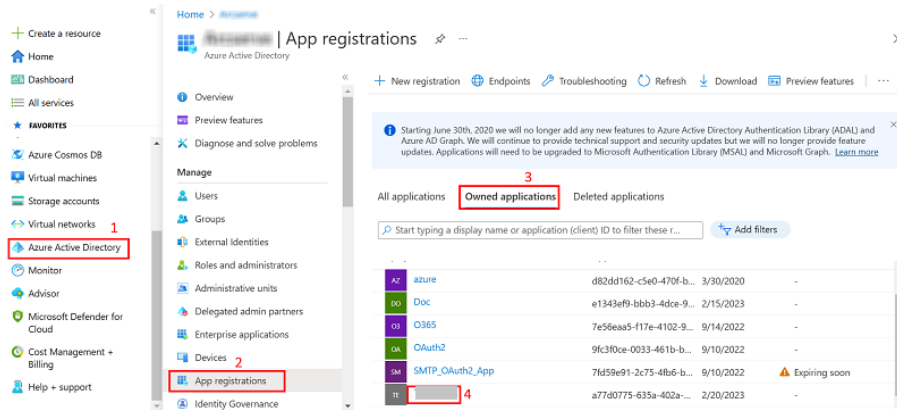 Home >
| App registrations
Azure Active Directory
Create a resource
Home
Dashboard
All services
FAVORITES
Azure Cosmos DB
Virtual machines
Storage accounts
Virtual networks
1
Azure Active Directory
Monitor
Advisor
Microsoft Defender for
Cloud
Cost Management +
Billing
Help + support
Overview
Preview features
Diagnose and solve problems
Manage
Users
Groups
External Identities
Roles and administrators
Administrative units
Delegated admin partners
Enterprise applications
Devices
2
App registrations
Identity Governance
New registration Endpoints Troubleshooting Refresh Download Preview features
Starting June 30th, 2020 we will no longer add any new features to Azure Active Directory Authentication Library (ADAL) and
Azure AD Graph. We will continue to provide technical support and security updates but we will no longer provide feature
updates. Applications will need to be upgraded to Microsoft Authentication Library (MSAL) and Microsoft Graph. Learn more
3
All applications Owned applications Deleted applications
Start typing a display name or application (client) ID to filter these r... Add filters
AZ azure d82dd162-c5e0-470f-b... 3/30/2020 -
DO Doc e1343ef9-bbb3-4dce-9... 2/15/2023 -
O3 O365 7e56eaa5-f17e-4102-9... 9/14/2022 -
OA OAuth2 9fc3f0ce-0033-461b-b... 9/10/2022 -
SM SMTP_OAuth2_App 7fd59e91-2c75-4fb6-b... 9/10/2022 Expiring soon
TE 4 a77d0775-635a-402a-... 2/20/2023 -